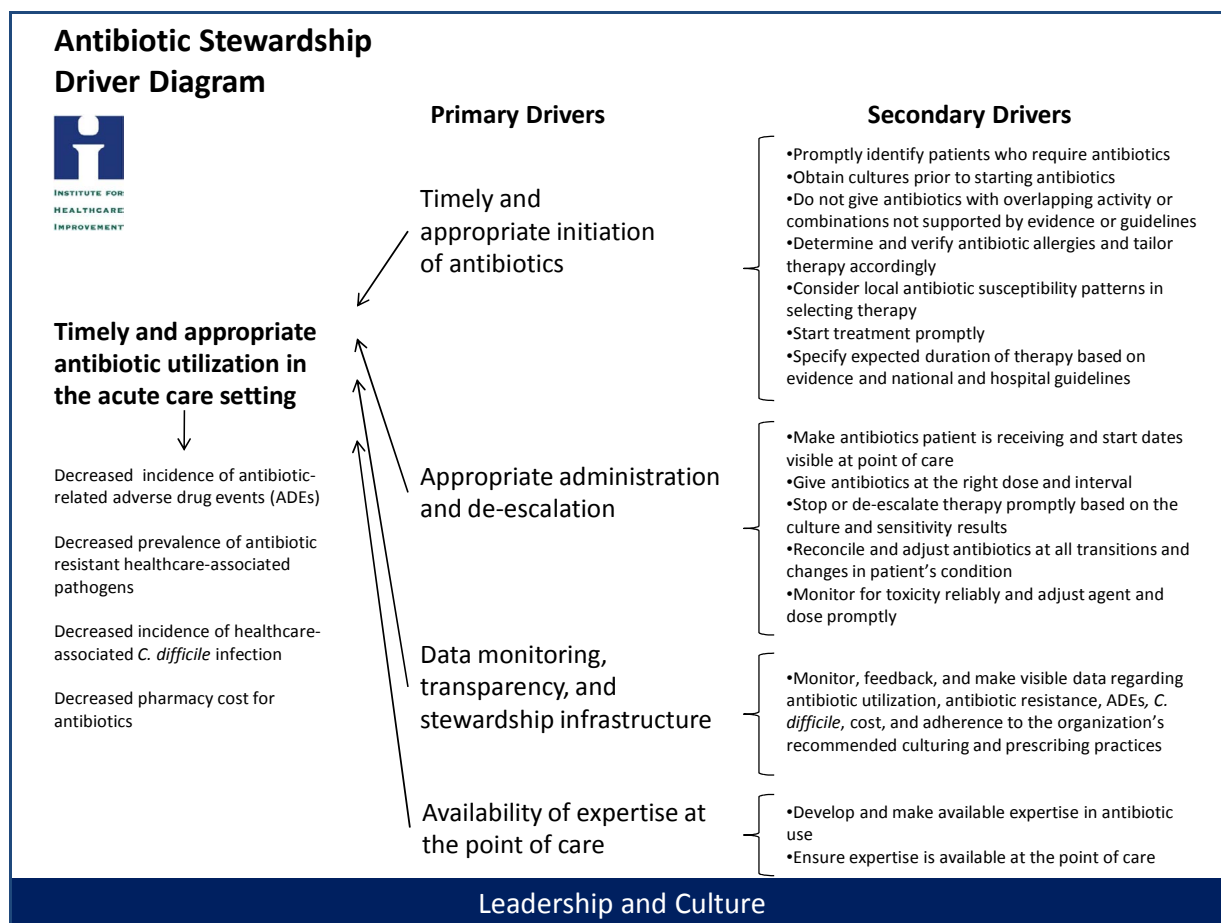 Antibiotic Stewardship
Driver Diagram
INSTITUTE FOR
HEALTHCARE
IMPROVEMENT
Timely and appropriate
antibiotic utilization in
the acute care setting
Decreased incidence of antibiotic-
related adverse drug events (ADEs)
Decreased prevalence of antibiotic
resistant healthcare-associated
pathogens
Decreased incidence of healthcare-
associated C. difficile infection
Decreased pharmacy cost for
antibiotics
Primary Drivers
Timely and
appropriate initiation
of antibiotics
Appropriate administration
and de-escalation
Data monitoring,
transparency, and
stewardship infrastructure
Availability of expertise at
the point of care
Secondary Drivers
•Promptly identify patients who require antibiotics
•Obtain cultures prior to starting antibiotics
•Do not give antibiotics with overlapping activity or
combinations not supported by evidence or guidelines
•Determine and verify antibiotic allergies and tailor
therapy accordingly
•Consider local antibiotic susceptibility patterns in
selecting therapy
•Start treatment promptly
•Specify expected duration of therapy based on
evidence and national and hospital guidelines
•Make antibiotics patient is receiving and start dates
visible at point of care
•Give antibiotics at the right dose and interval
•Stop or de-escalate therapy promptly based on the
culture and sensitivity results
•Reconcile and adjust antibiotics at all transitions and
changes in patient’s condition
•Monitor for toxicity reliably and adjust agent and
dose promptly
•Monitor, feedback, and make visible data regarding
antibiotic utilization, antibiotic resistance, ADEs, C.
difficile, cost, and adherence to the organization’s
recommended culturing and prescribing practices
•Develop and make available expertise in antibiotic
use
•Ensure expertise is available at the point of care
Leadership and Culture